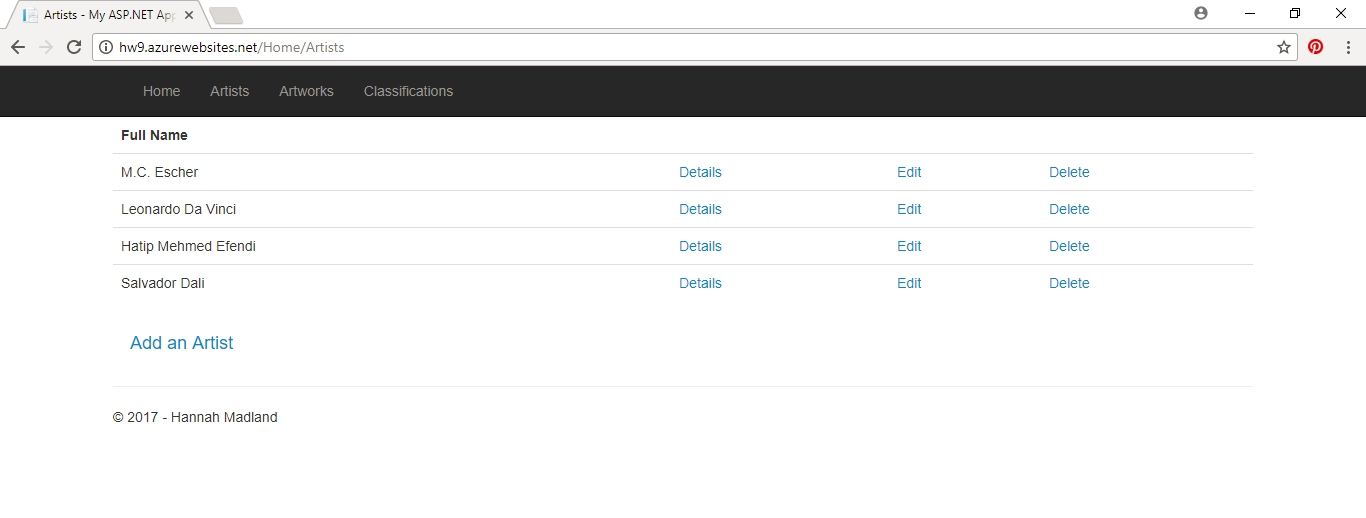 Artists - My ASP.NET App
hw9.azurewebsites.net/Home/Artists
Home Artists Artworks Classifications
Full Name
M.C. Escher Details Edit Delete
Leonardo Da Vinci Details Edit Delete
Hatip Mehmed Efendi Details Edit Delete
Salvador Dali Details Edit Delete
Add an Artist
© 2017 - Hannah Madland